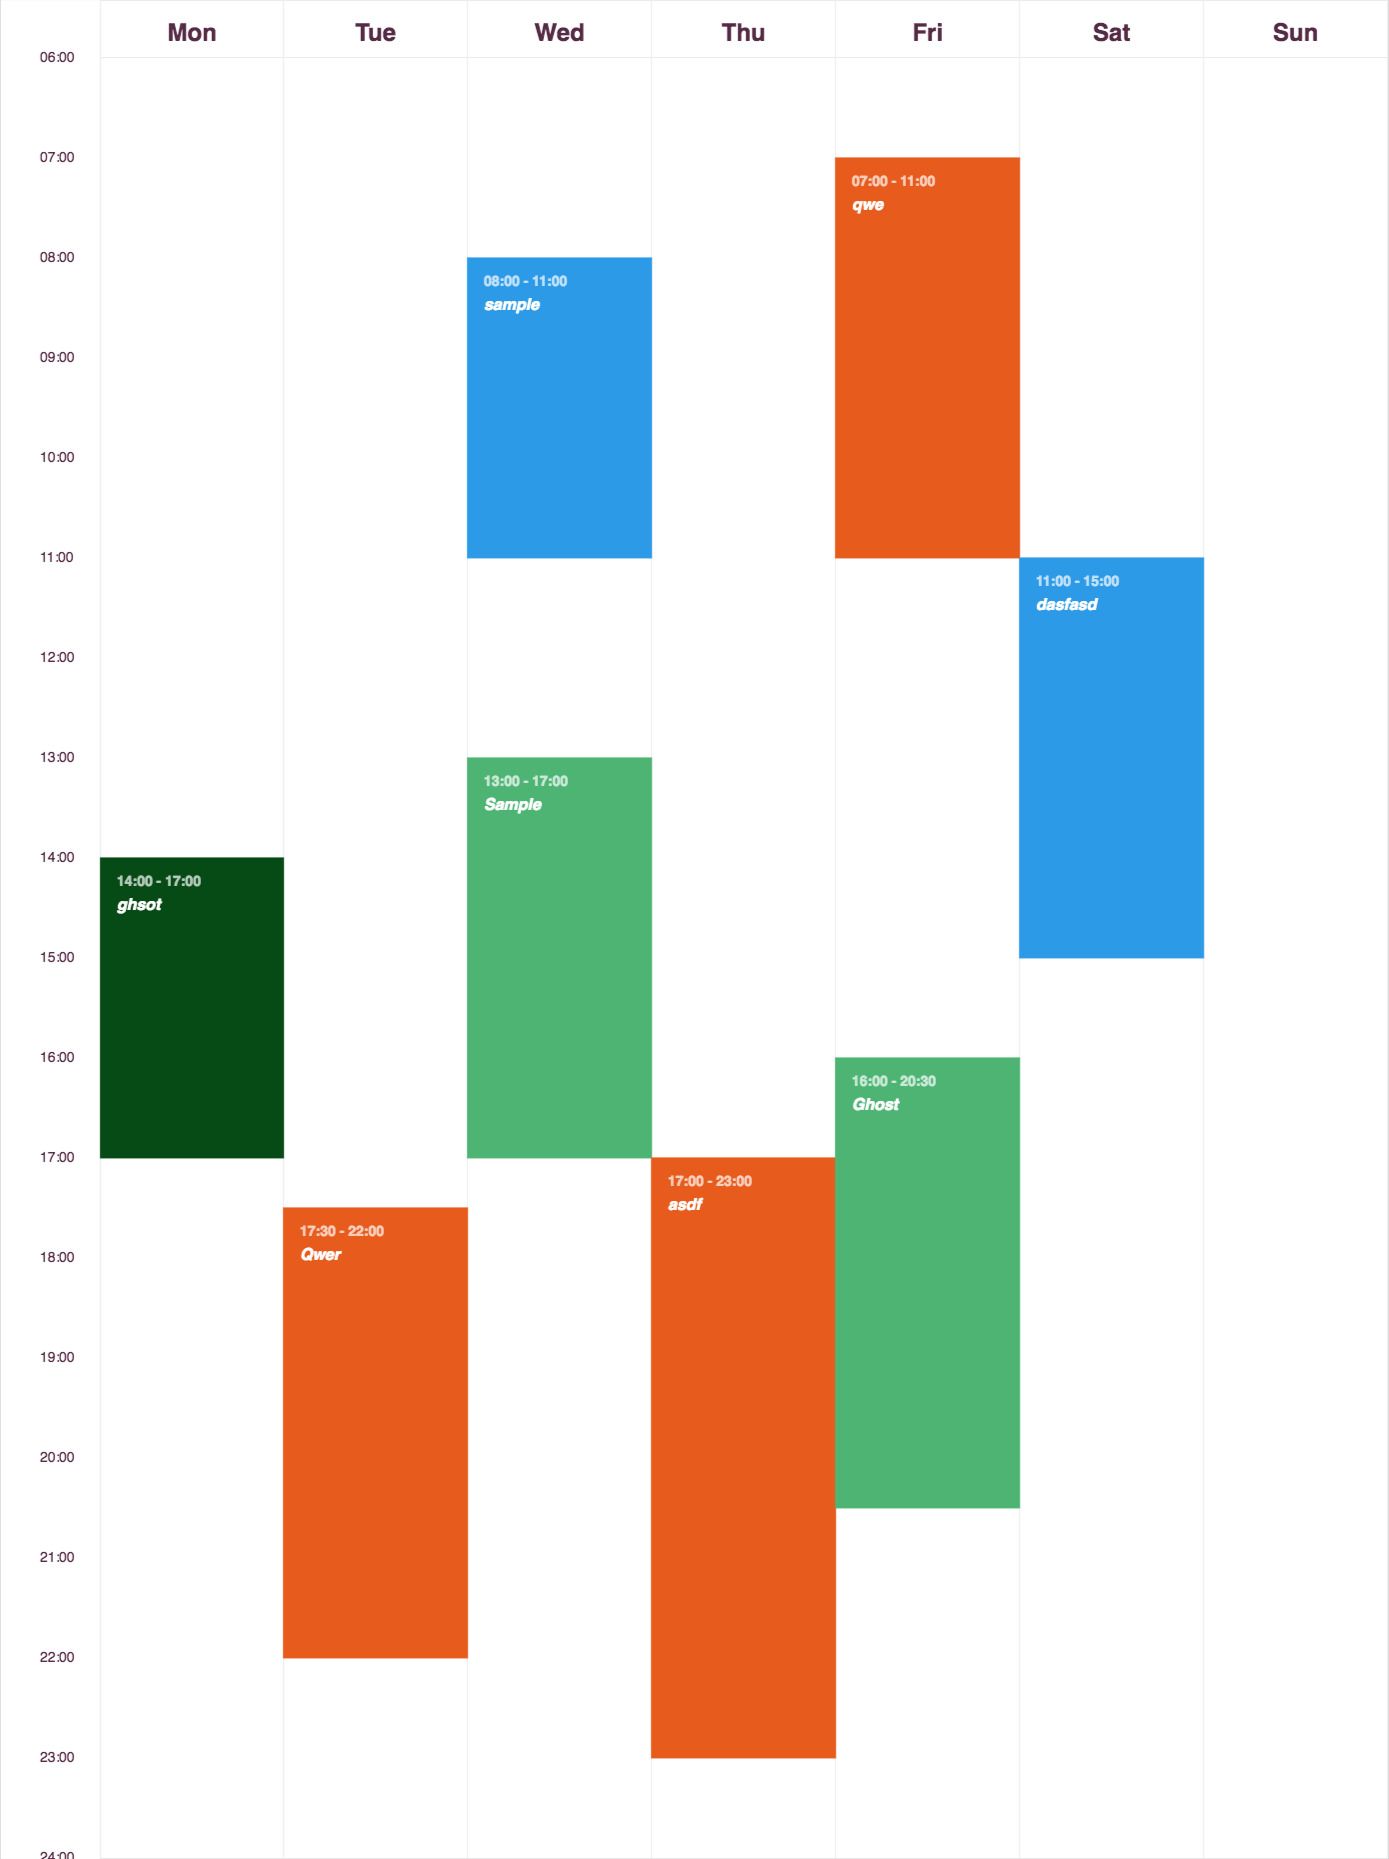 Mon Tue Wed Thu Fri Sat Sun
06:00
07:00
07:00 - 11:00
qwe
08:00
08:00 - 11:00
sample
09:00
10:00
11:00
11:00 - 15:00
dasfasd
12:00
13:00
13:00 - 17:00
Sample
14:00
14:00 - 17:00
ghsot
15:00
16:00
16:00 - 20:30
Ghost
17:00
17:00 - 23:00
asdf
17:30 - 22:00
Qwer
18:00
19:00
20:00
21:00
22:00
23:00
24:00